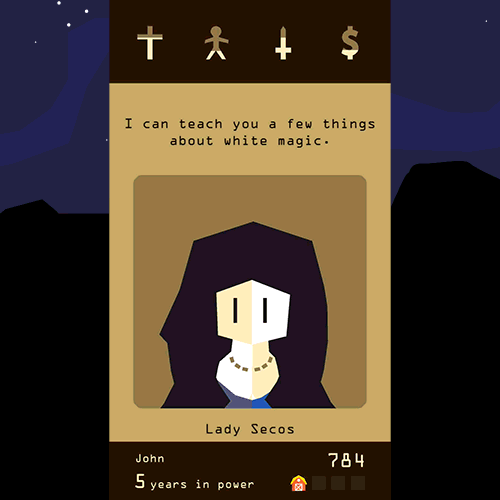 I can teach you a few things
about white magic.
Lady Secos
John
784
5 years in power